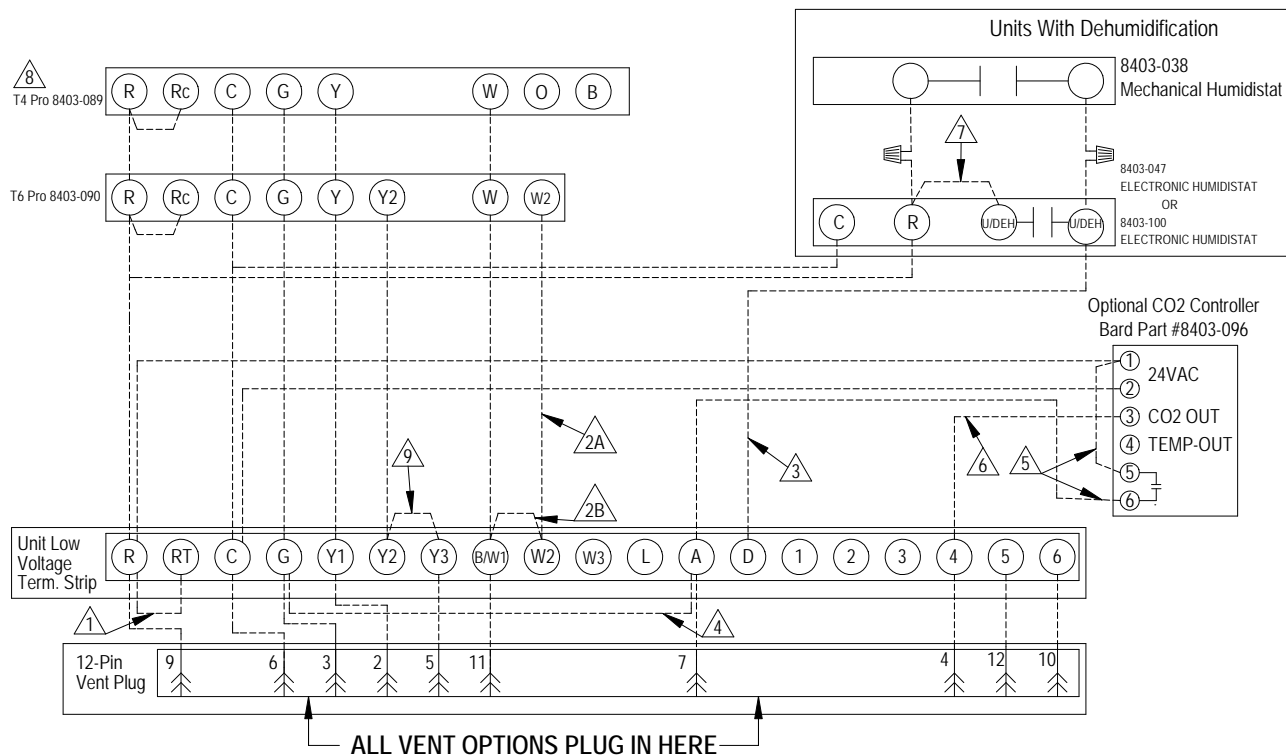 Units With Dehumidification
8403-038
Mechanical Humidistat
8
T4 Pro 8403-089
R Rc C G Y W O B
7
8403-047
ELECTRONIC HUMIDISTAT
OR
8403-100
ELECTRONIC HUMIDISTAT
T6 Pro 8403-090
R Rc C G Y Y2 W W2
C R U/DEH U/DEH
Optional CO2 Controller
Bard Part #8403-096
1 24VAC
2
3 CO2 OUT
4 TEMP-OUT
5
6
2A
9
3
6
5
2B
Unit Low
Voltage
Term. Strip
R RT C G Y1 Y2 Y3 B/W1 W2 W3 L A D 1 2 3 4 5 6
1
4
12-Pin
Vent Plug
9 6 3 2 5 11 7 4 12 10
ALL VENT OPTIONS PLUG IN HERE